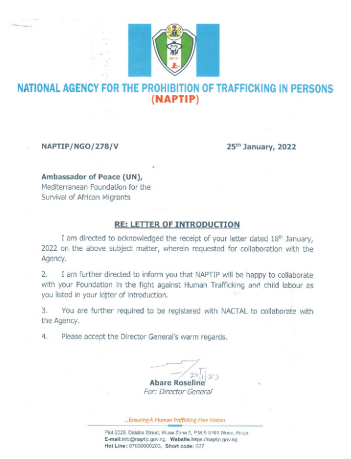 NATIONAL AGENCY FOR THE PROHIBITION OF TRAFFICKING IN PERSONS
(NAPTIP)
NAPTIP/NGO/278/V 25th January, 2022
Ambassador of Peace (UN),
Mediterranean Foundation for the
Survival of African Migrants
RE: LETTER OF INTRODUCTION
I am directed to acknowledged the receipt of your letter dated 18th January,
2022 on the above subject matter, wherein requested for collaboration with the
Agency.
2. I am further directed to inform you that NAPTIP will be happy to collaborate
with your Foundation in the fight against Human Trafficking and child labour as
you listed in your letter of introduction.
3. You are further required to be registered with NACTAL to collaborate with
the Agency.
4. Please accept the Director General's warm regards.
Abare Roseline
For: Director General
...Ensuring A Human Trafficking Free Nation
Plot 2028, Dalaba Street, Wuse Zone 5, P.M.B Wuse, Abuja
E-mail:info@naptip.gov.ng, Website.https://naptip.gov.ng
Hot Line: Short code: 627